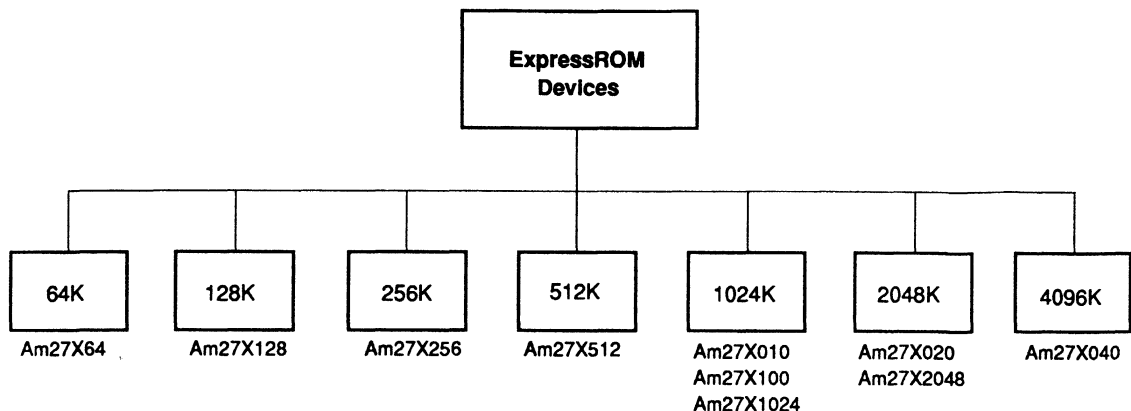 ExpressROM
Devices
64K
128K
256K
512K
1024K
2048K
4096K
Am27X64
Am27X128
Am27X256
Am27X512
Am27X010
Am27X100
Am27X1024
Am27X020
Am27X2048
Am27X040